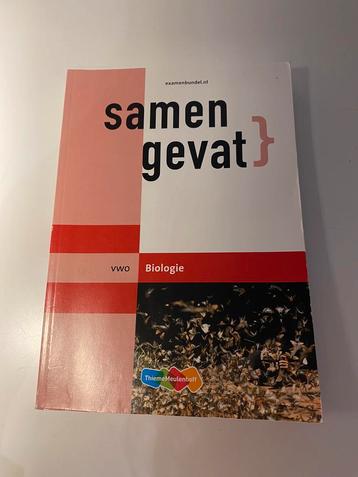 examenbundel.nl
samen
gevat}
vwo Biologie
ThiemeMeulenhoff